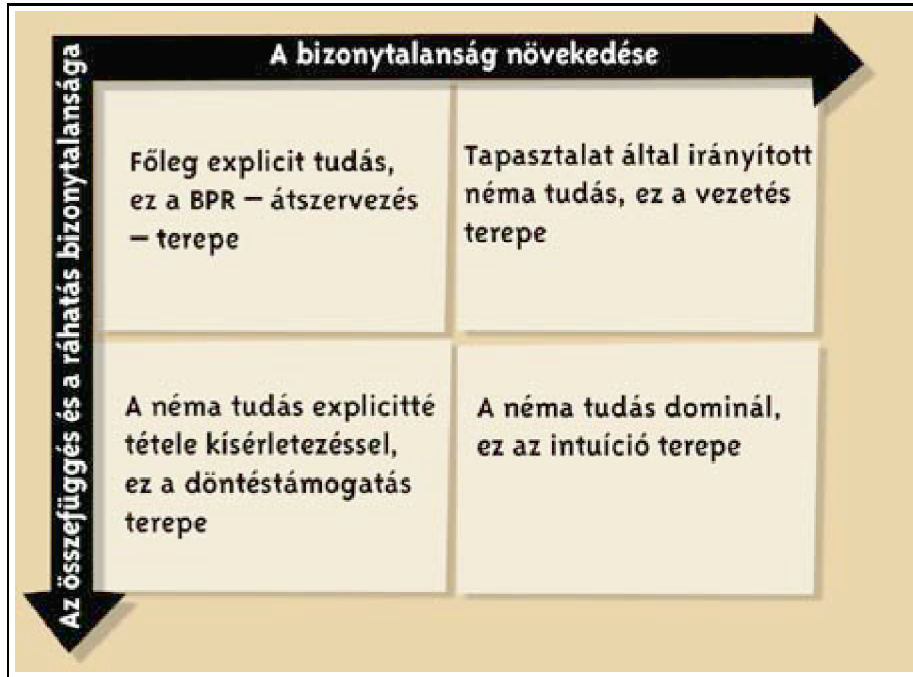 A bizonytalanság növekedése
Az összefüggés és a ráhatás bizonytalansága
Főleg explicit tudás,
ez a BPR – átszervezés
– terepe
Tapasztalat által irányított
néma tudás, ez a vezetés
terepe
A néma tudás explicitté
tétele kísérletezéssel,
ez a döntéstámogatás
terepe
A néma tudás dominál,
ez az intuíció terepe